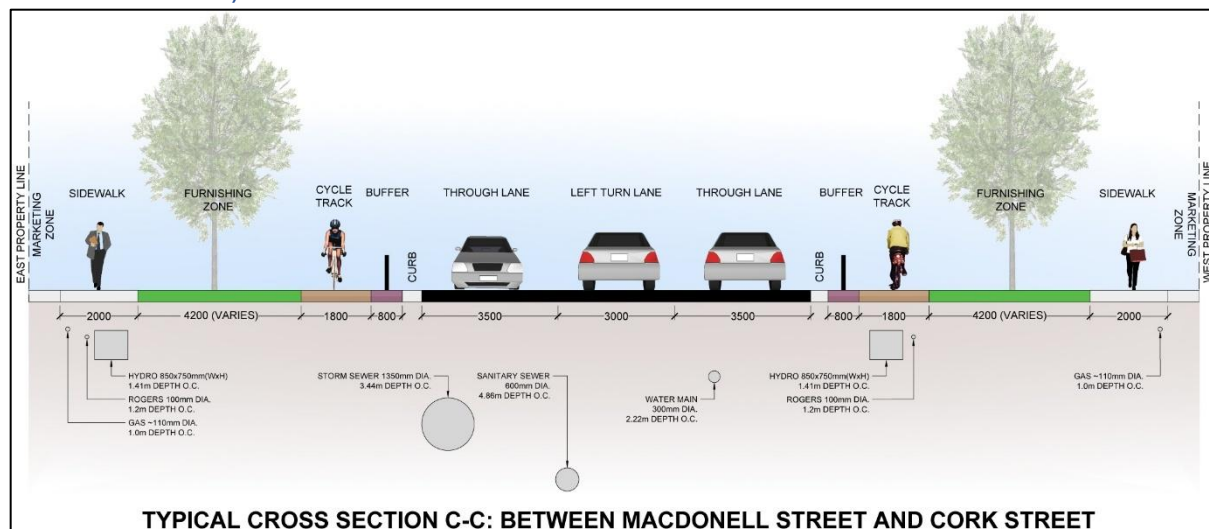 EAST PROPERTY LINE
MARKETING
ZONE
SIDEWALK
FURNISHING
ZONE
CYCLE
TRACK
BUFFER
CURB
THROUGH LANE
LEFT TURN LANE
THROUGH LANE
CURB
BUFFER
CYCLE
TRACK
FURNISHING
ZONE
SIDEWALK
MARKETING
ZONE
WEST PROPERTY LINE
2000
4200 (VARIES)
1800
800
3500
3000
3500
800
1800
4200 (VARIES)
2000
HYDRO 850x750mm(WxH)
1.41m DEPTH O.C.
ROGERS 100mm DIA.
1.2m DEPTH O.C.
GAS ~110mm DIA.
1.0m DEPTH O.C.
STORM SEWER 1350mm DIA.
3.44m DEPTH O.C.
SANITARY SEWER
600mm DIA.
4.86m DEPTH O.C.
WATER MAIN
300mm DIA.
2.22m DEPTH O.C.
HYDRO 850x750mm(WxH)
1.41m DEPTH O.C.
ROGERS 100mm DIA.
1.2m DEPTH O.C.
GAS ~110mm DIA.
1.0m DEPTH O.C.
TYPICAL CROSS SECTION C-C: BETWEEN MACDONELL STREET AND CORK STREET